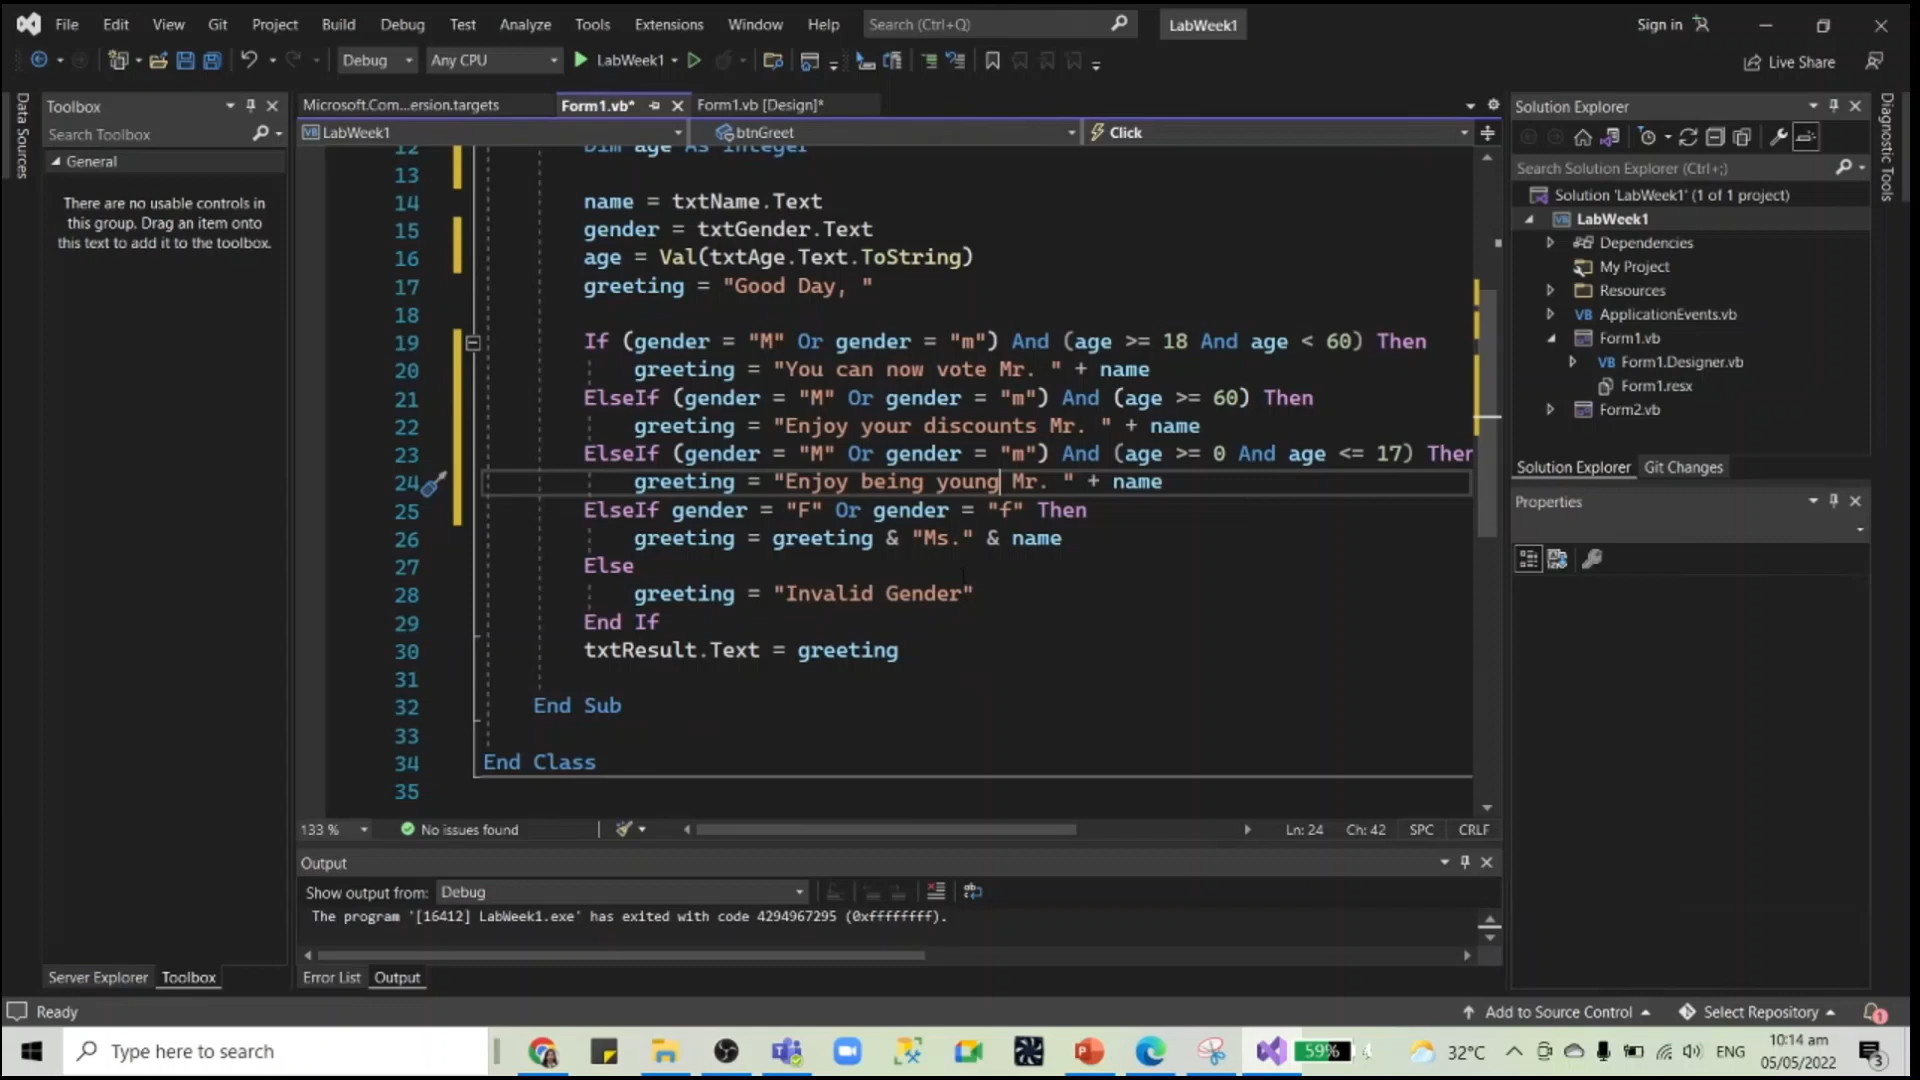 File Edit View Git Project Build Debug Test Analyze Tools Extensions Window Help Search (Ctrl+Q) LabWeek1 Sign in
Debug Any CPU LabWeek1 Live Share
Data Sources
Toolbox
Search Toolbox
General
There are no usable controls in
this group. Drag an item onto
this text to add it to the toolbox.
Server Explorer Toolbox
Microsoft.Com...ersion.targets Form1.vb* Form1.vb [Design]*
VB LabWeek1 btnGreet Click
12 Dim age As Integer
13
14 name = txtName.Text
15 gender = txtGender.Text
16 age = Val(txtAge.Text.ToString)
17 greeting = "Good Day, "
18
19 If (gender = "M" Or gender = "m") And (age >= 18 And age < 60) Then
20 greeting = "You can now vote Mr. " + name
21 ElseIf (gender = "M" Or gender = "m") And (age >= 60) Then
22 greeting = "Enjoy your discounts Mr. " + name
23 ElseIf (gender = "M" Or gender = "m") And (age >= 0 And age <= 17) Then
24 greeting = "Enjoy being young Mr. " + name
25 ElseIf gender = "F" Or gender = "f" Then
26 greeting = greeting & "Ms." & name
27 Else
28 greeting = "Invalid Gender"
29 End If
30 txtResult.Text = greeting
31
32 End Sub
33
34 End Class
35
133 % No issues found Ln: 24 Ch: 42 SPC CRLF
Output
Show output from: Debug
The program '[16412] LabWeek1.exe' has exited with code 4294967295 (0xffffffff).
Error List Output
Solution Explorer
Search Solution Explorer (Ctrl+;)
Solution 'LabWeek1' (1 of 1 project)
VB LabWeek1
Dependencies
My Project
Resources
VB ApplicationEvents.vb
Form1.vb
VB Form1.Designer.vb
Form1.resx
Form2.vb
Solution Explorer Git Changes
Properties
Diagnostic Tools
Ready Add to Source Control Select Repository 1
Type here to search 59% 32°C ENG 10:14 am
05/05/2022 3